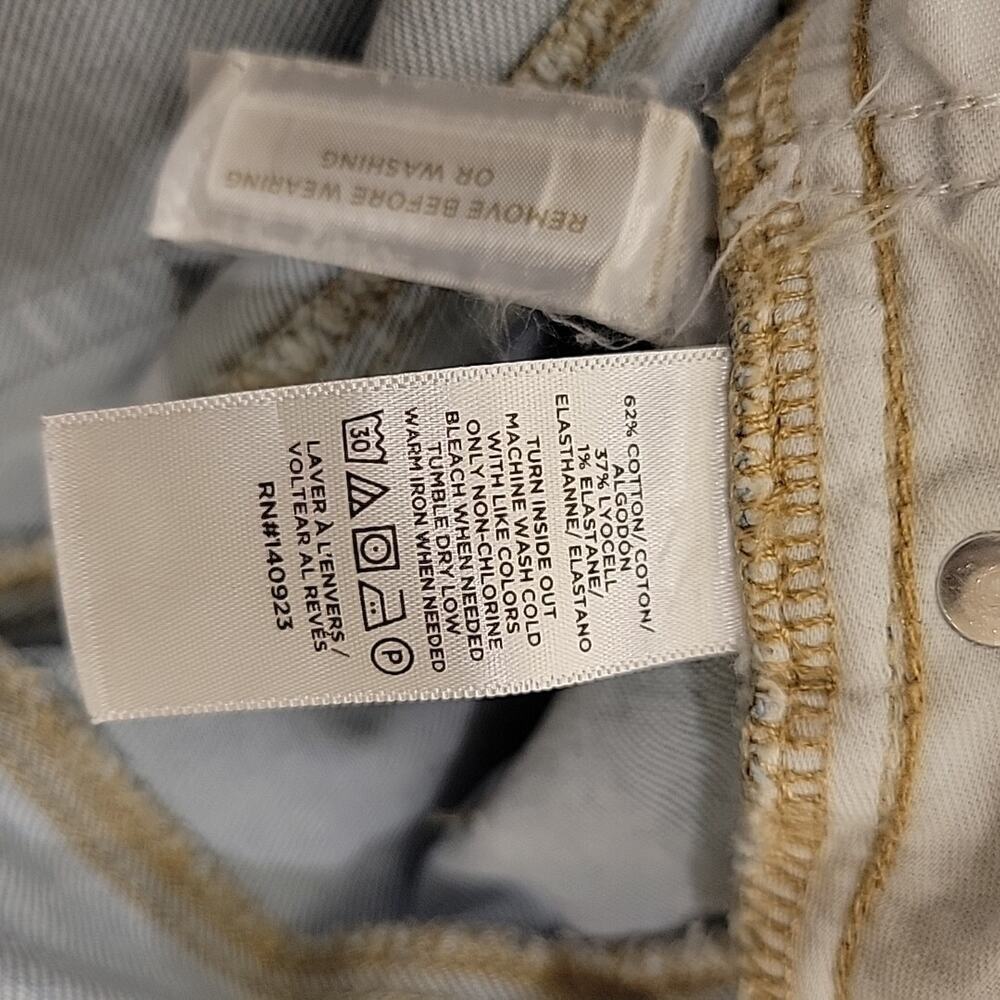 REMOVE BEFORE WEARING
OR WASHING
62% COTTON/ COTON/
ALGODÓN
37% LYOCELL
1% ELASTANE/
ELASTHANNE/ ELASTANO
TURN INSIDE OUT
MACHINE WASH COLD
WITH LIKE COLORS
ONLY NON-CHLORINE
BLEACH WHEN NEEDED
TUMBLE DRY LOW
WARM IRON WHEN NEEDED
30
P
LAVER À L'ENVERS /
VOLTEAR AL REVÉS
RN#140923